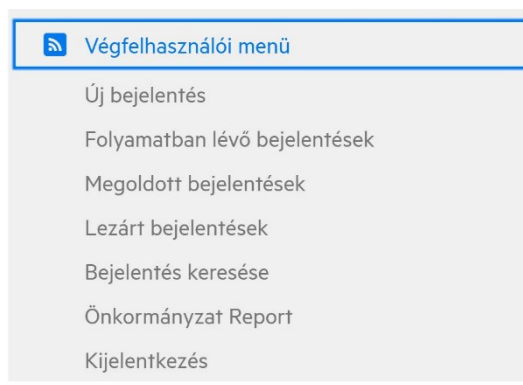 Végfelhasználói menü
Új bejelentés
Folyamatban lévő bejelentések
Megoldott bejelentések
Lezárt bejelentések
Bejelentés keresése
Önkormányzat Report
Kijelentkezés